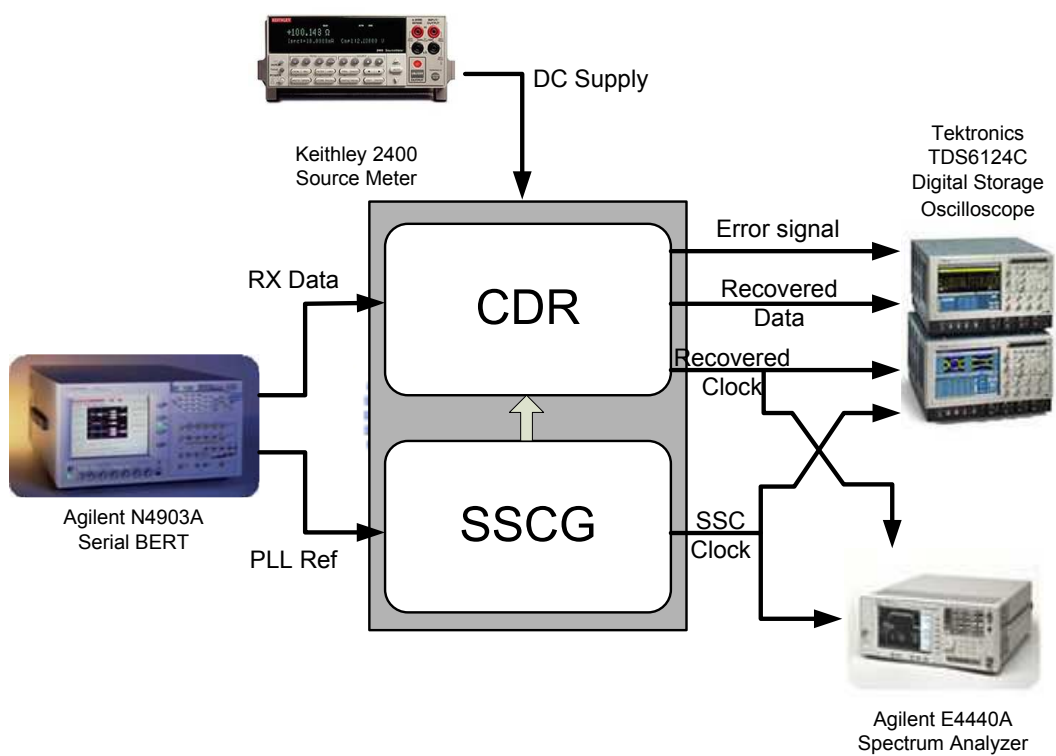 DC Supply
Keithley 2400
Source Meter
Tektronics
TDS6124C
Digital Storage
Oscilloscope
Error signal
RX Data
CDR
Recovered
Data
Recovered
Clock
Agilent N4903A
Serial BERT
SSCG
SSC
Clock
PLL Ref
Agilent E4440A
Spectrum Analyzer